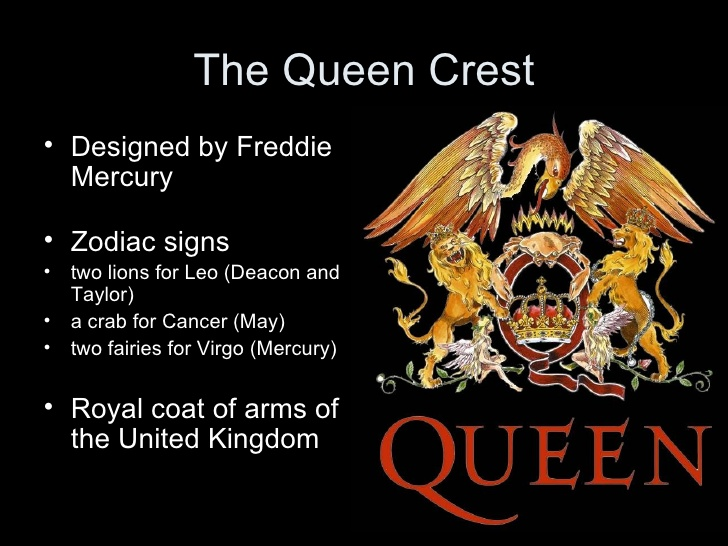 The Queen Crest
• Designed by Freddie
Mercury
• Zodiac signs
• two lions for Leo (Deacon and
Taylor)
• a crab for Cancer (May)
• two fairies for Virgo (Mercury)
• Royal coat of arms of
the United Kingdom
QUEEN